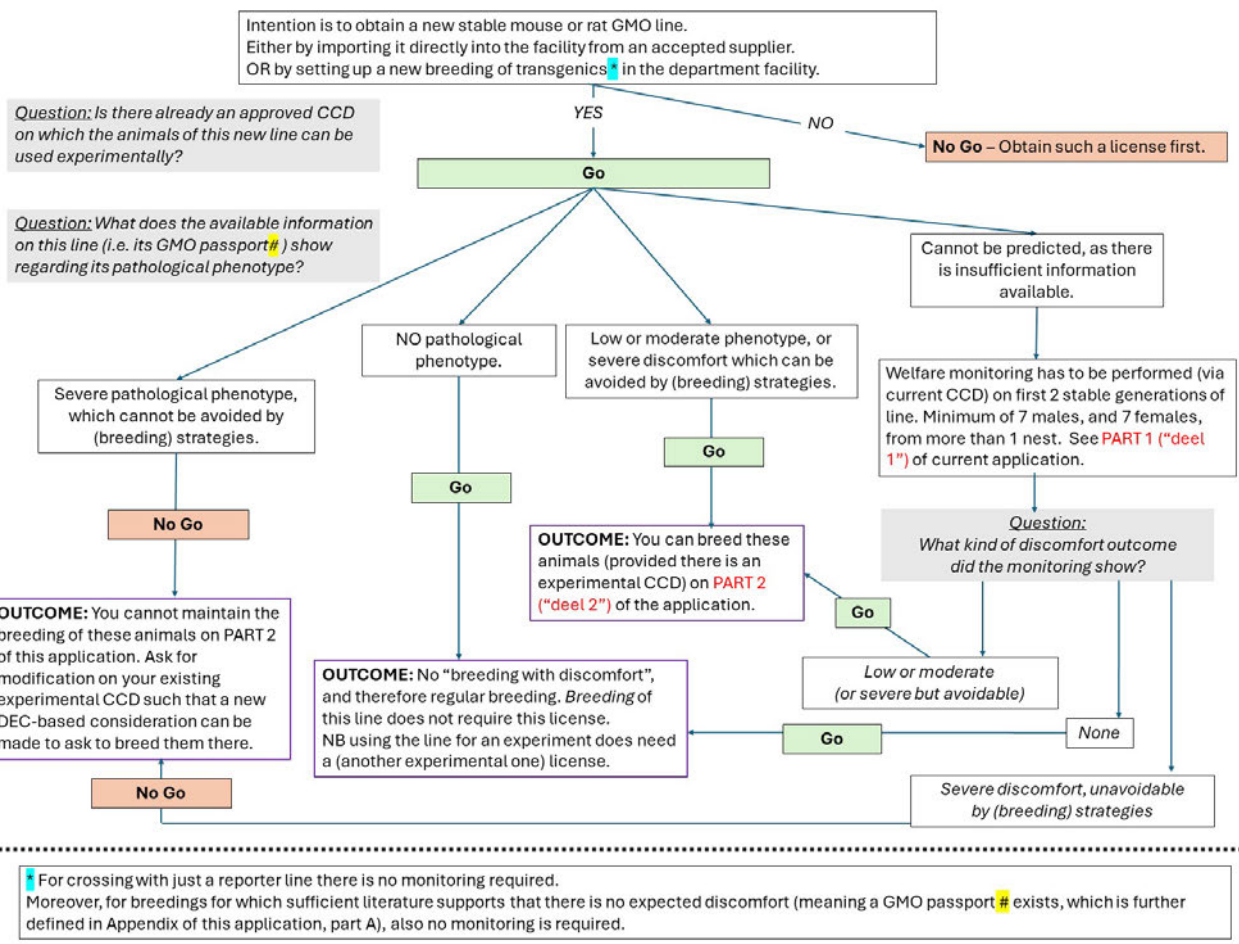 Intention is to obtain a new stable mouse or rat GMO line.
Either by importing it directly into the facility from an accepted supplier.
OR by setting up a new breeding of transgenics * in the department facility.
Question: Is there already an approved CCD
on which the animals of this new line can be
used experimentally?
YES
NO
No Go – Obtain such a license first.
Go
Question: What does the available information
on this line (i.e. its GMO passport# ) show
regarding its pathological phenotype?
Cannot be predicted, as there
is insufficient information
available.
NO pathological
phenotype.
Low or moderate phenotype, or
severe discomfort which can be
avoided by (breeding) strategies.
Severe pathological phenotype,
which cannot be avoided by
(breeding) strategies.
Welfare monitoring has to be performed (via
current CCD) on first 2 stable generations of
line. Minimum of 7 males, and 7 females,
from more than 1 nest. See PART 1 (“deel
1”) of current application.
Go
Go
No Go
Question:
What kind of discomfort outcome
did the monitoring show?
OUTCOME: You can breed these
animals (provided there is an
experimental CCD) on PART 2
(“deel 2”) of the application.
Go
OUTCOME: You cannot maintain the
breeding of these animals on PART 2
of this application. Ask for
modification on your existing
experimental CCD such that a new
DEC-based consideration can be
made to ask to breed them there.
OUTCOME: No “breeding with discomfort”,
and therefore regular breeding. Breeding of
this line does not require this license.
NB using the line for an experiment does need
a (another experimental one) license.
Low or moderate
(or severe but avoidable)
Go
None
No Go
Severe discomfort, unavoidable
by (breeding) strategies
* For crossing with just a reporter line there is no monitoring required.
Moreover, for breedings for which sufficient literature supports that there is no expected discomfort (meaning a GMO passport # exists, which is further
defined in Appendix of this application, part A), also no monitoring is required.